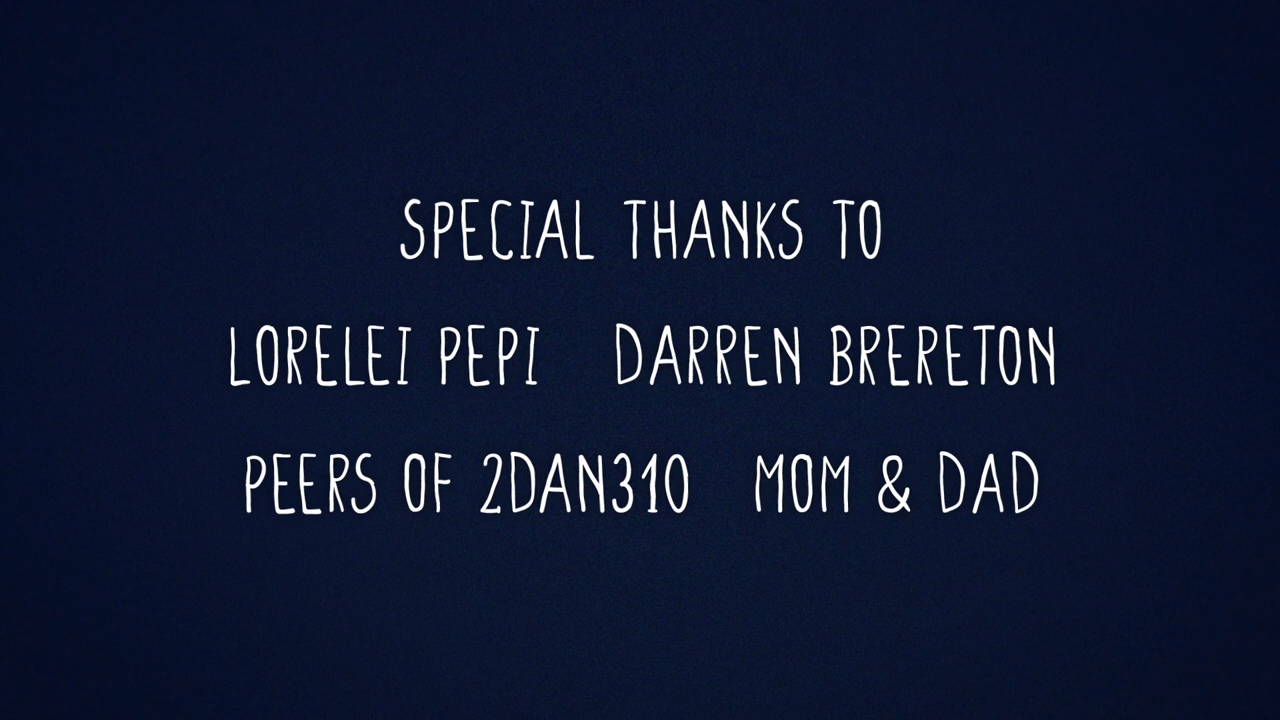 SPECIAL THANKS TO
LORELEI PEPI DARREN BRERETON
PEERS OF 2DAN310 MOM & DAD